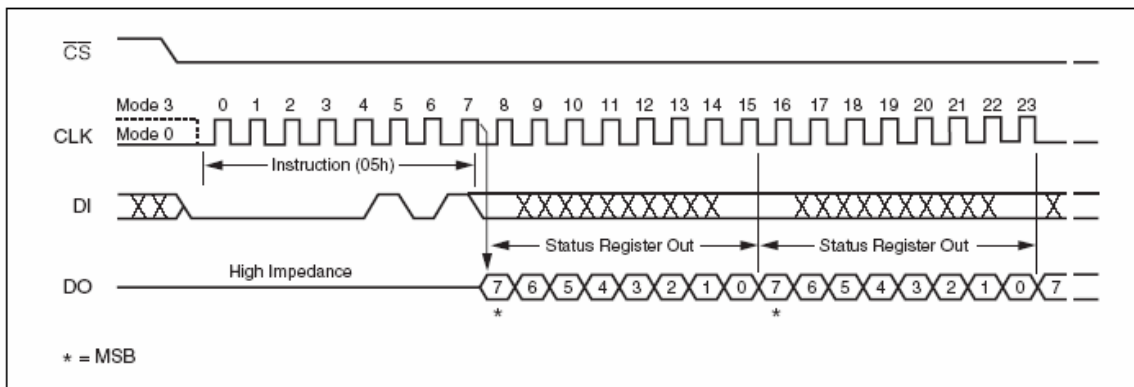 CS
Mode 3 0 1 2 3 4 5 6 7 8 9 10 11 12 13 14 15 16 17 18 19 20 21 22 23
CLK Mode 0
Instruction (05h)
DI
Status Register Out Status Register Out
High Impedance
DO 7 6 5 4 3 2 1 0 7 6 5 4 3 2 1 0 7
* *
* = MSB